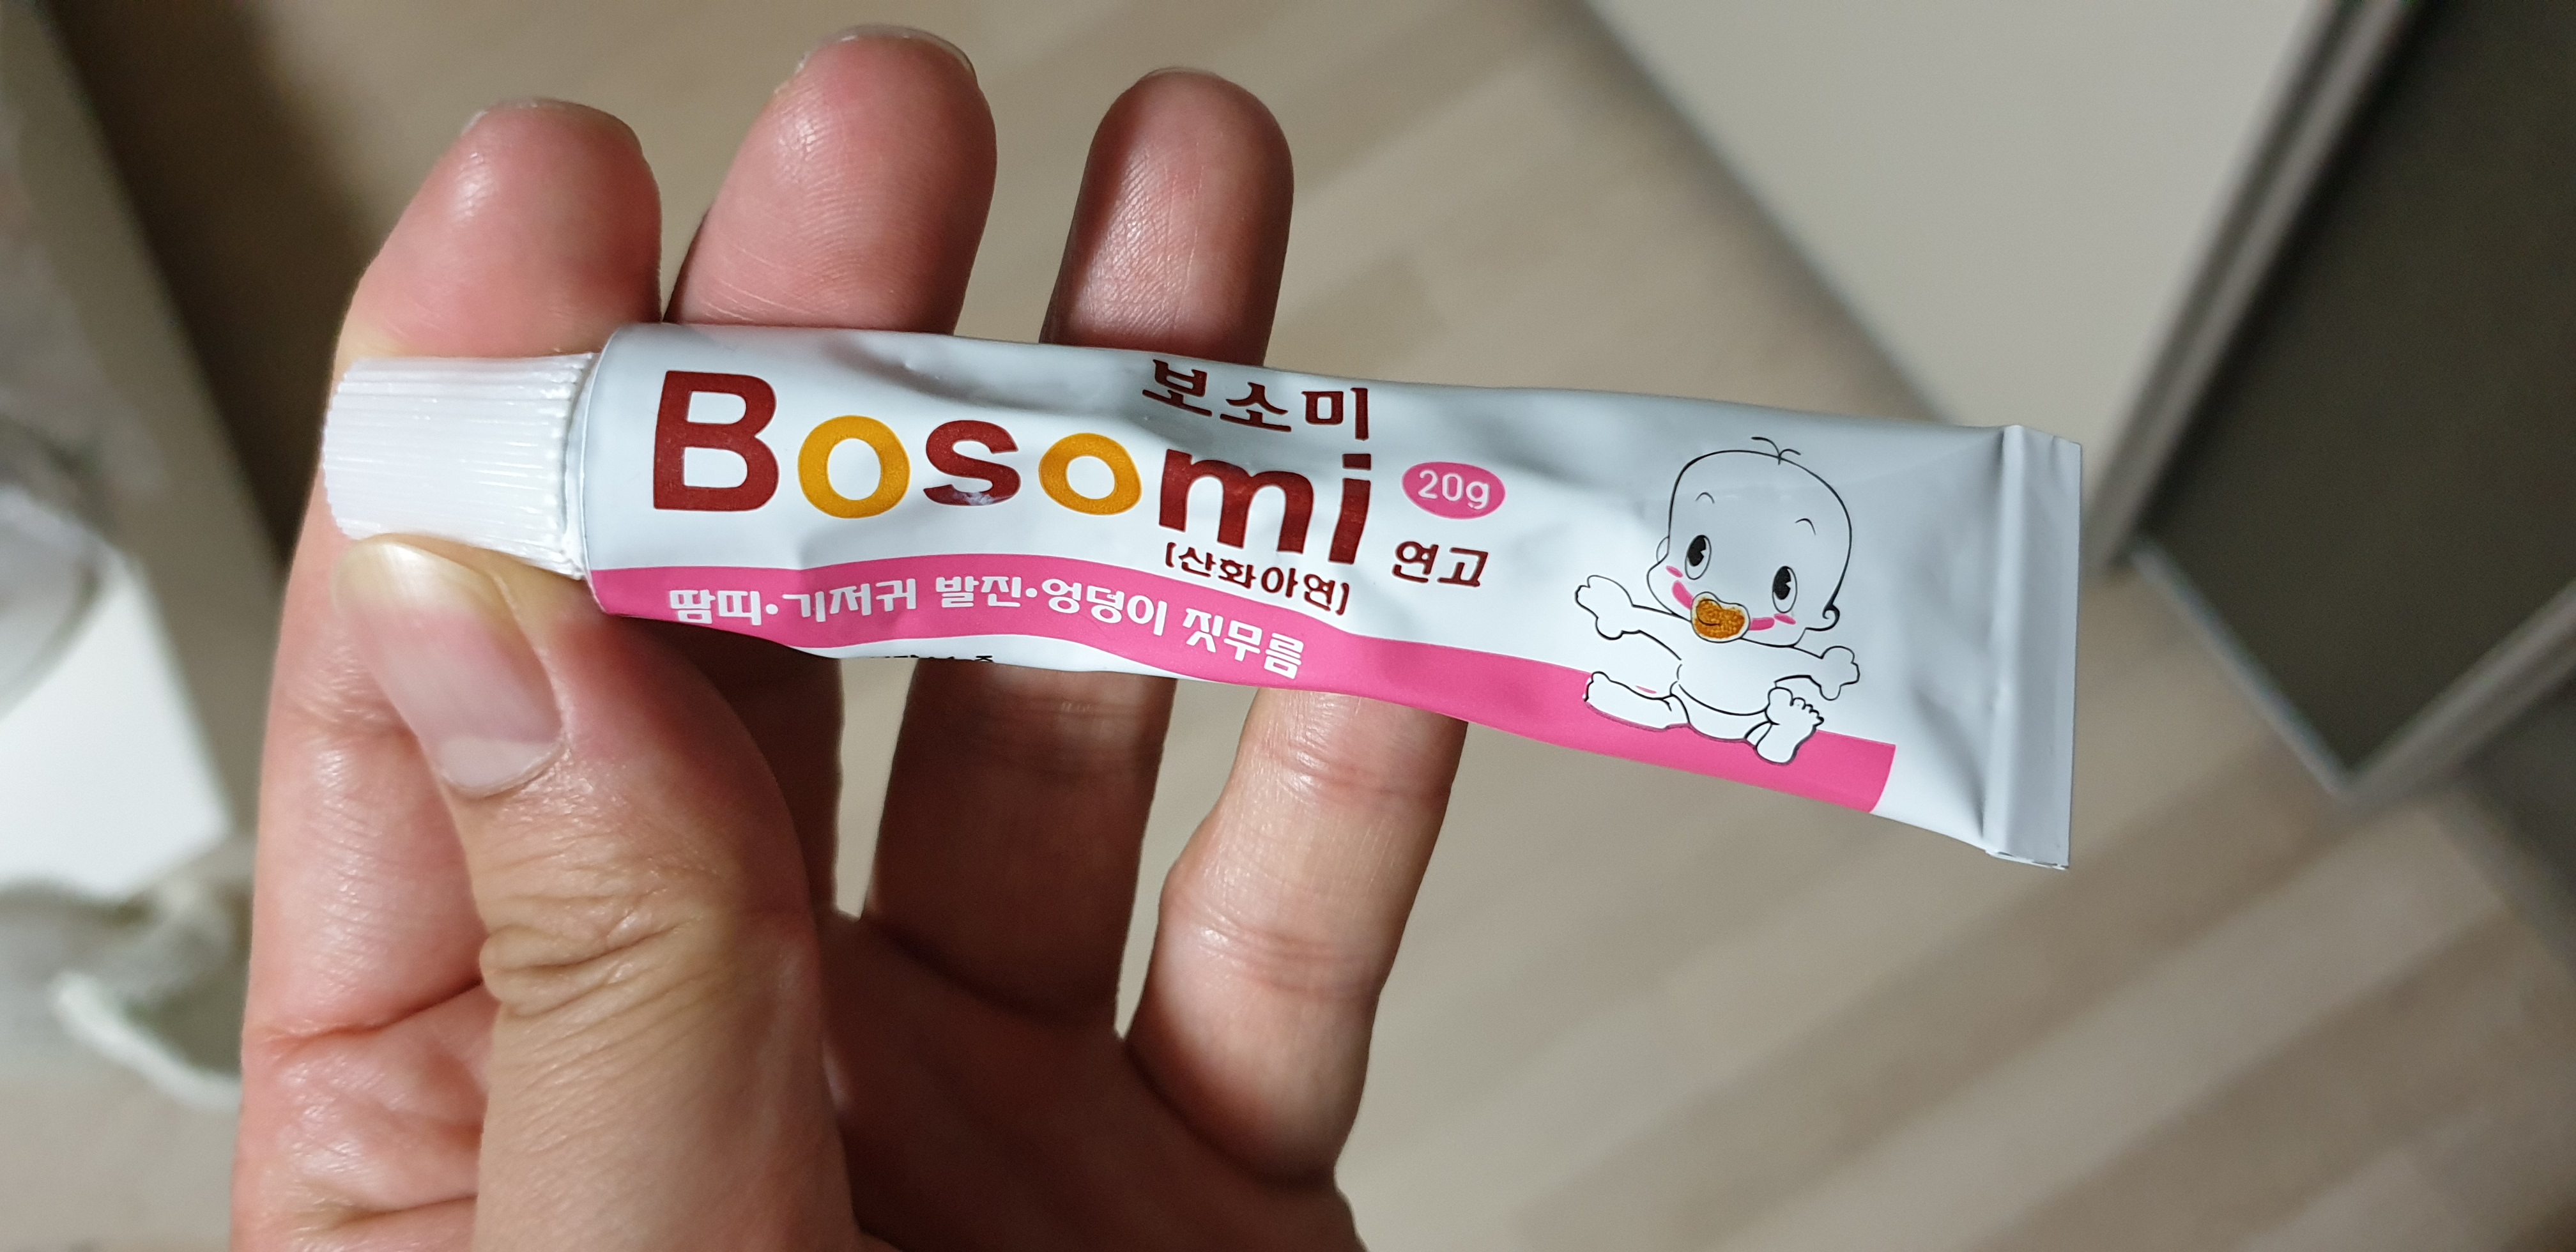 보소미
Bosomi
20g
연고
(산화아연)
땀띠•기저귀 발진•엉덩이 짓무름